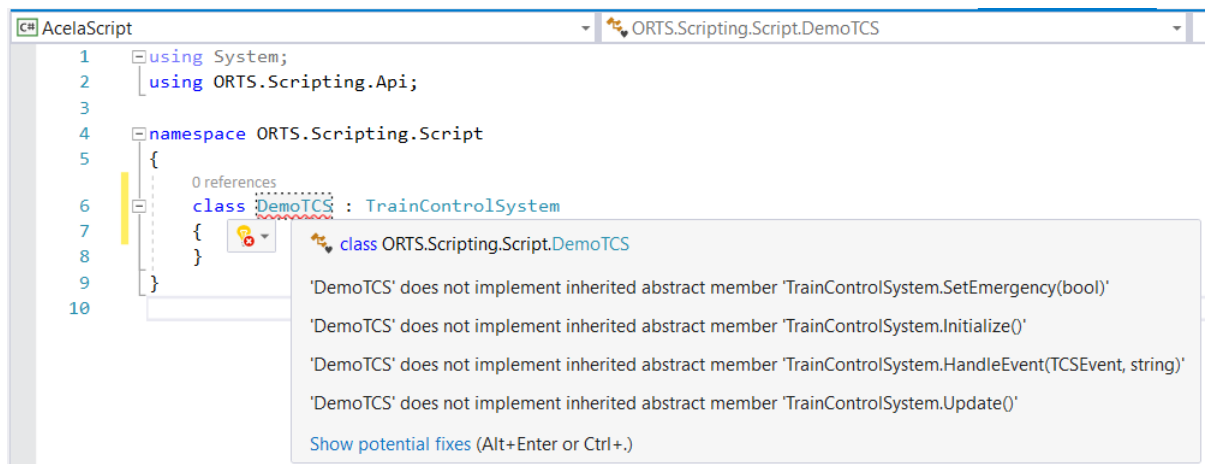 C# AcelaScript
ORTS.Scripting.Script.DemoTCS
1 using System;
2 using ORTS.Scripting.Api;
3
4 namespace ORTS.Scripting.Script
5 {
0 references
6 class DemoTCS : TrainControlSystem
7 {
8 }
9 }
10
class ORTS.Scripting.Script.DemoTCS
'DemoTCS' does not implement inherited abstract member 'TrainControlSystem.SetEmergency(bool)'
'DemoTCS' does not implement inherited abstract member 'TrainControlSystem.Initialize()'
'DemoTCS' does not implement inherited abstract member 'TrainControlSystem.HandleEvent(TCSEvent, string)'
'DemoTCS' does not implement inherited abstract member 'TrainControlSystem.Update()'
Show potential fixes (Alt+Enter or Ctrl+.)